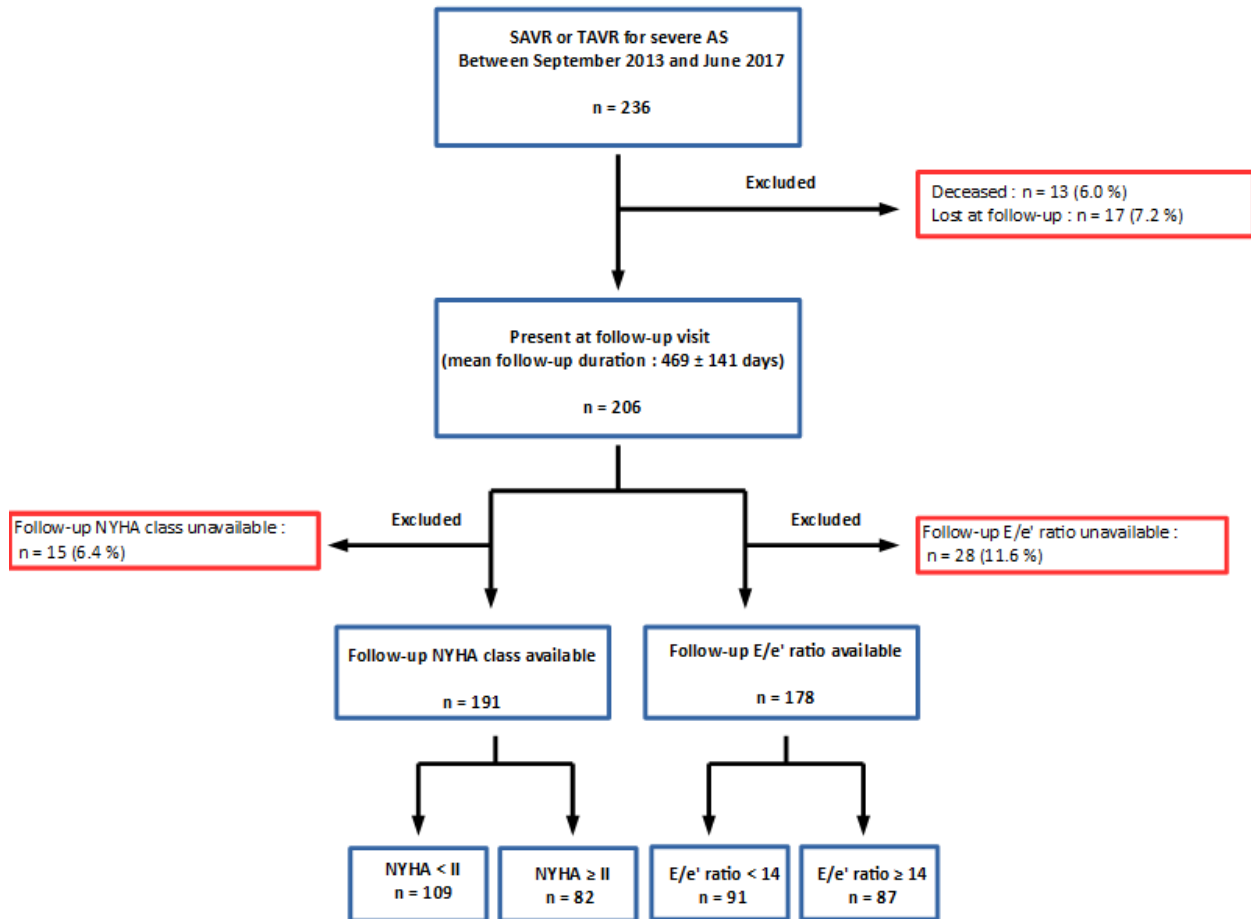 SAVR or TAVR for severe AS
Between September 2013 and June 2017
n = 236
Excluded
Deceased : n = 13 (6.0 %)
Lost at follow-up : n = 17 (7.2 %)
Present at follow-up visit
(mean follow-up duration : 469 ± 141 days)
n = 206
Excluded
Follow-up NYHA class unavailable :
n = 15 (6.4 %)
Excluded
Follow-up E/e' ratio unavailable :
n = 28 (11.6 %)
Follow-up NYHA class available
n = 191
Follow-up E/e' ratio available
n = 178
NYHA < II
n = 109
NYHA ≥ II
n = 82
E/e' ratio < 14
n = 91
E/e' ratio ≥ 14
n = 87